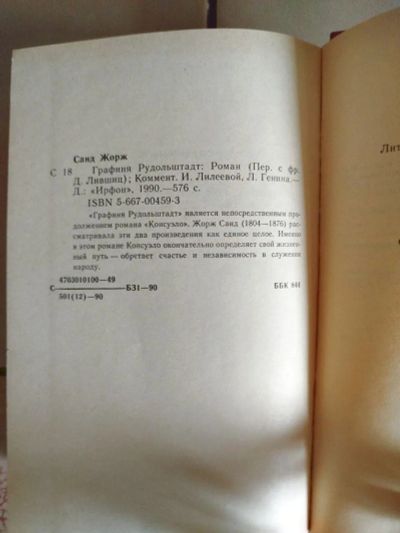 Санд Жорж
С 18 Графиня Рудольштадт: Роман (Пер. с фр.
Д. Лившиц); Коммент. И. Лилеевой, Л. Генина.—
Д.: «Ирфон», 1990.—576 с.
ISBN 5-667-00459-3
«Графиня Рудольштадт» является непосредственным про-
должением романа «Консуэло». Жорж Санд (1804—1876) рас-
сматривала эти два произведения как единое целое. Именно
в этом романе Консуэло окончательно определяет свой жизнен-
ный путь — обретает счастье и независимость в служении
народу.
4703010100—49
С———Б31—90
501(12)—90
ББК 844
Лит